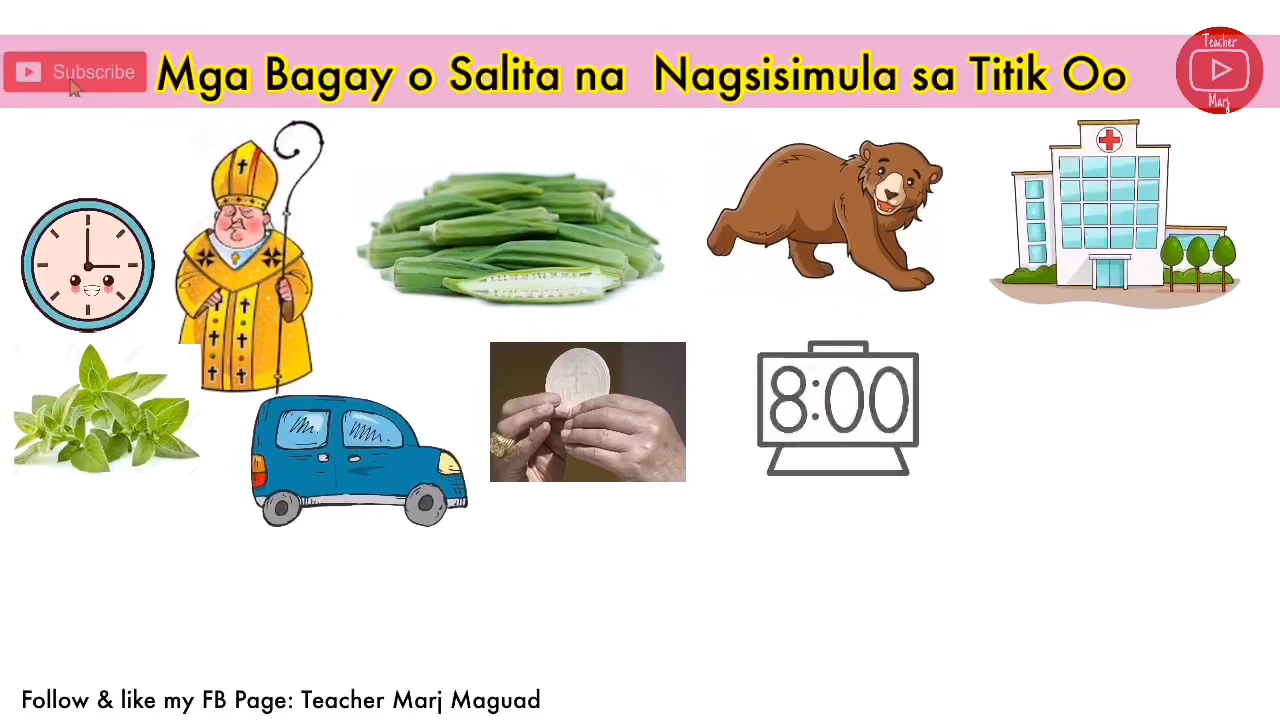 Subscribe
Mga Bagay o Salita na Nagsisimula sa Titik Oo
Teacher
Marj
8:00
Follow & like my FB Page: Teacher Marj Maguad